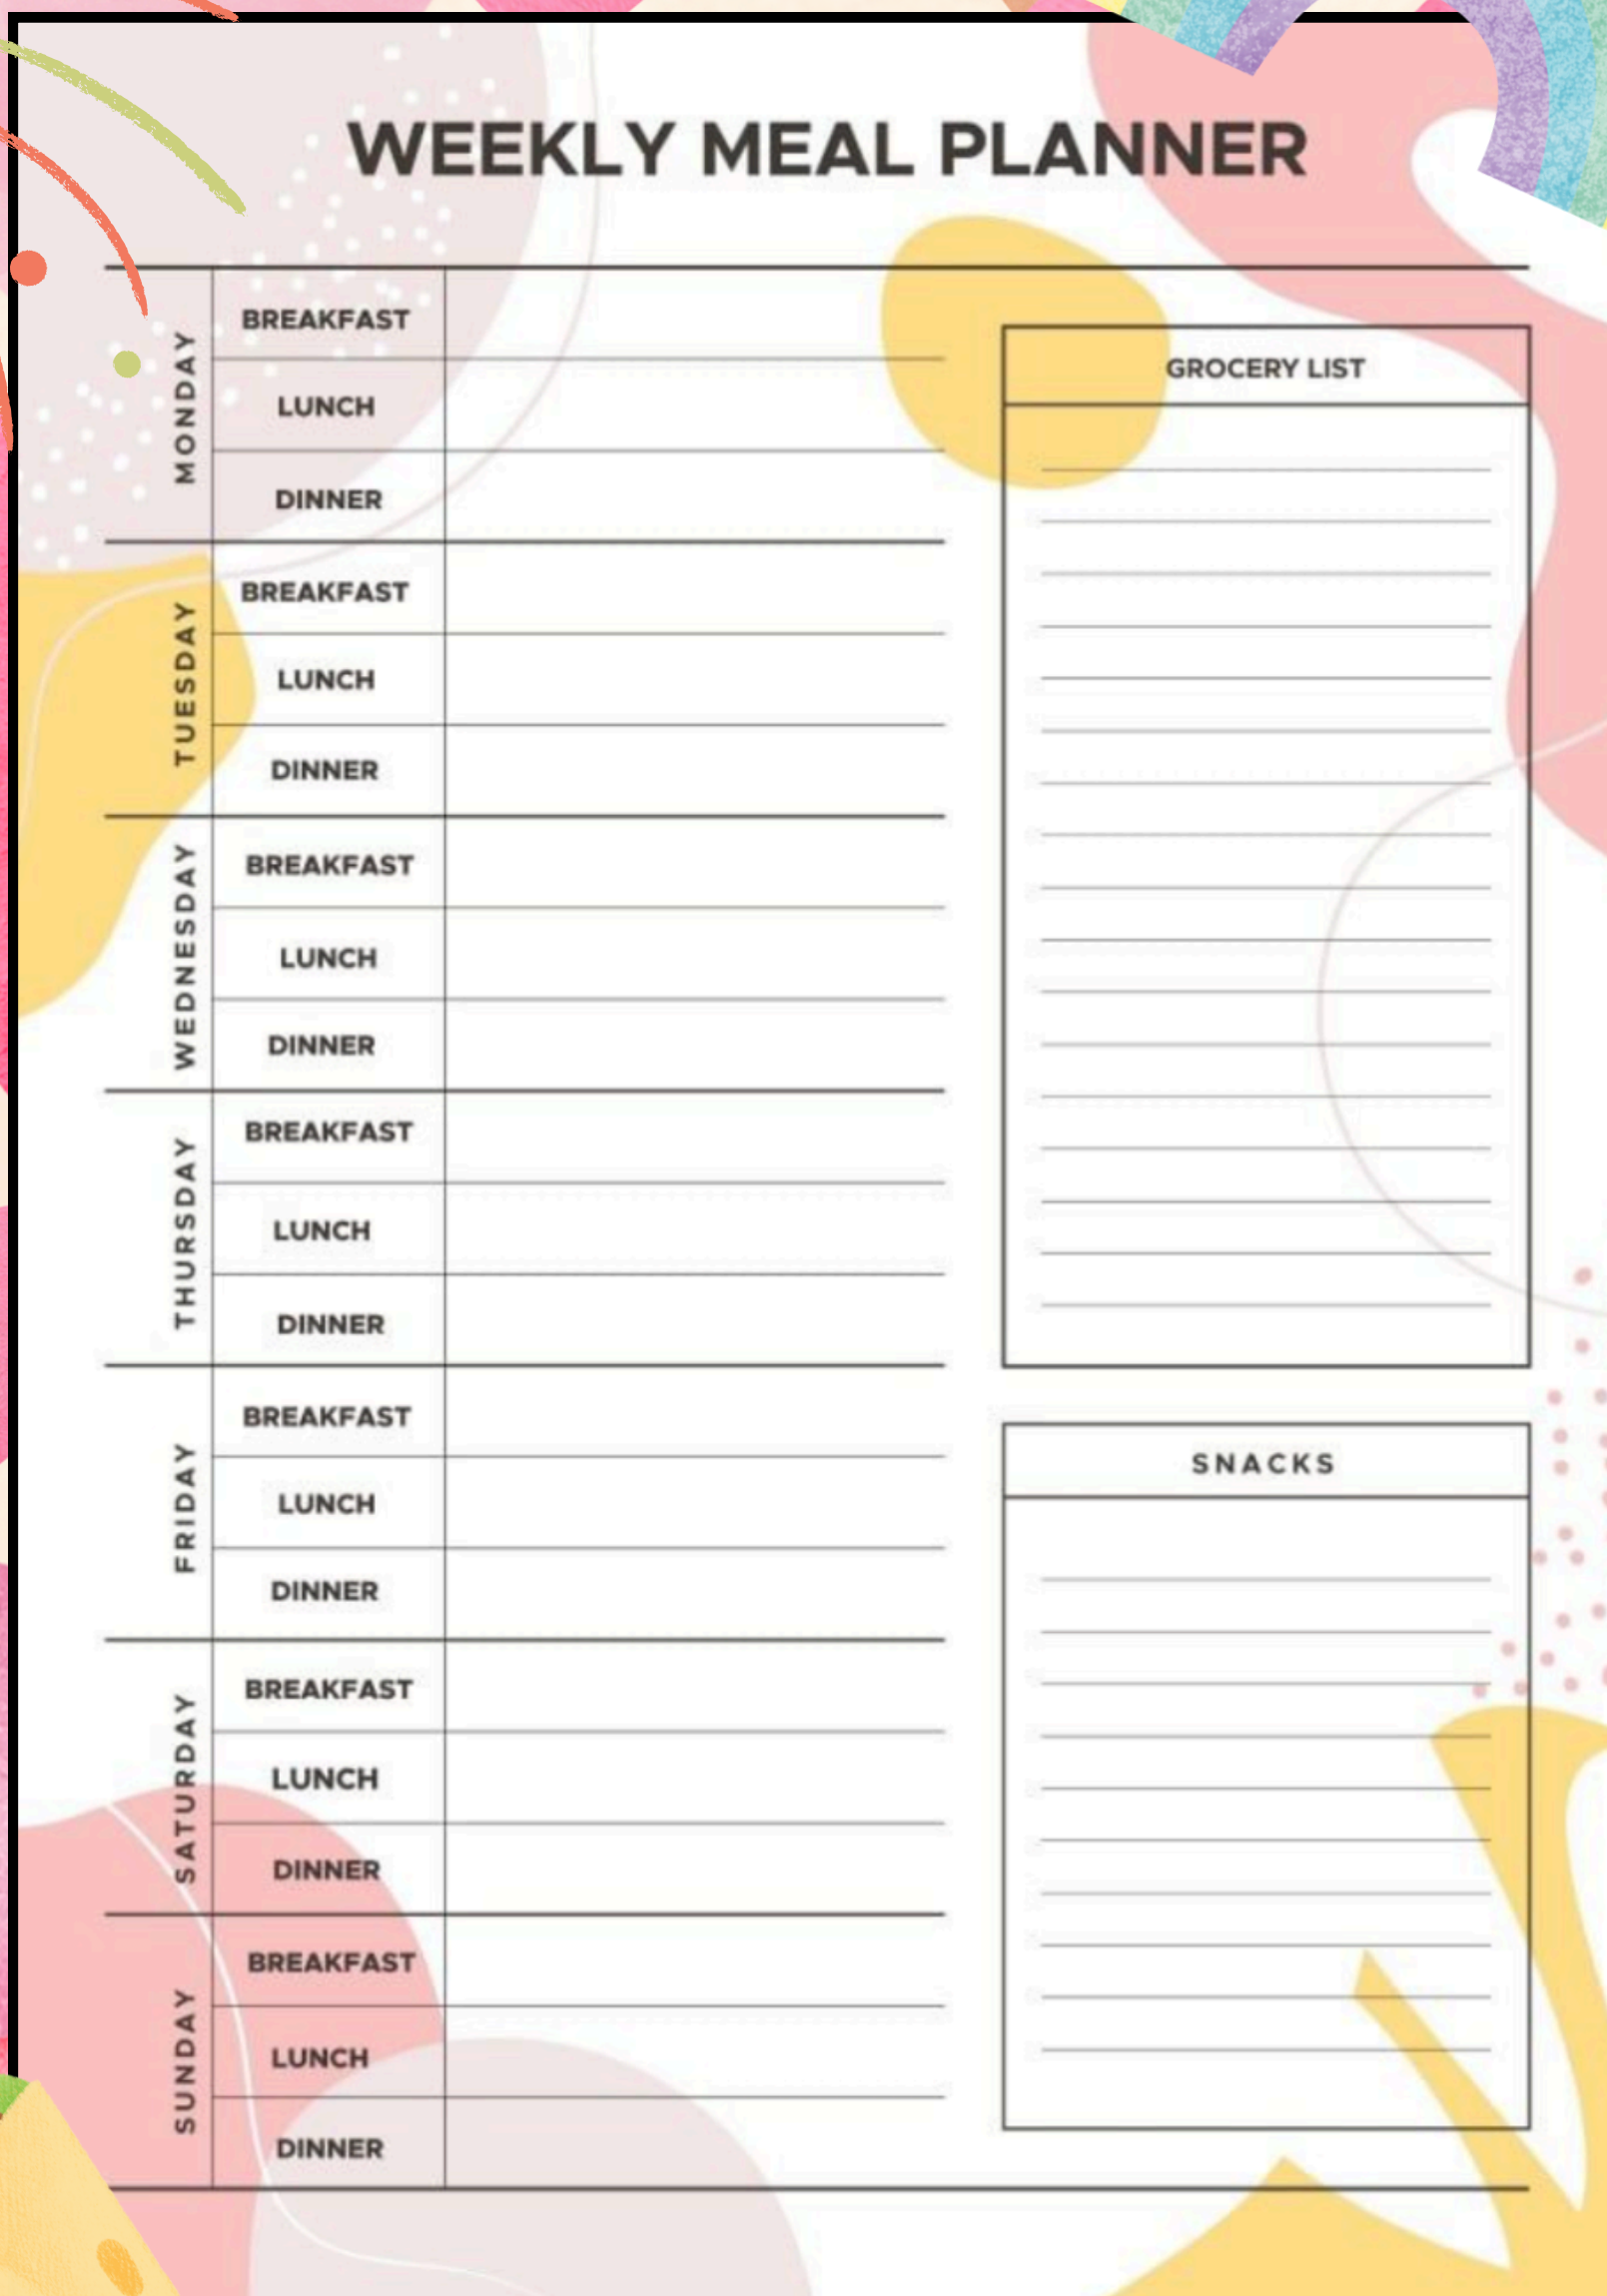 WEEKLY MEAL PLANNER
MONDAY
BREAKFAST
LUNCH
DINNER
TUESDAY
BREAKFAST
LUNCH
DINNER
WEDNESDAY
BREAKFAST
LUNCH
DINNER
THURSDAY
BREAKFAST
LUNCH
DINNER
FRIDAY
BREAKFAST
LUNCH
DINNER
SATURDAY
BREAKFAST
LUNCH
DINNER
SUNDAY
BREAKFAST
LUNCH
DINNER
GROCERY LIST
SNACKS